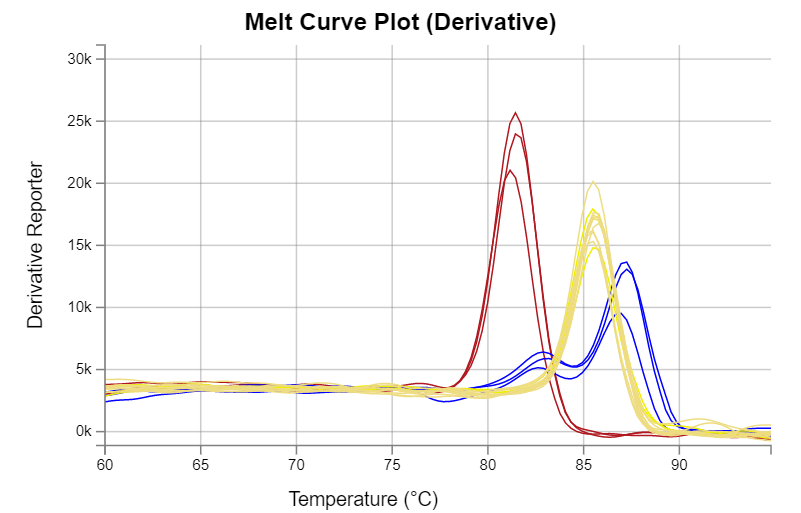 Melt Curve Plot (Derivative)
30k
25k
20k
15k
10k
5k
0k
Derivative Reporter
60 65 70 75 80 85 90
Temperature (°C)